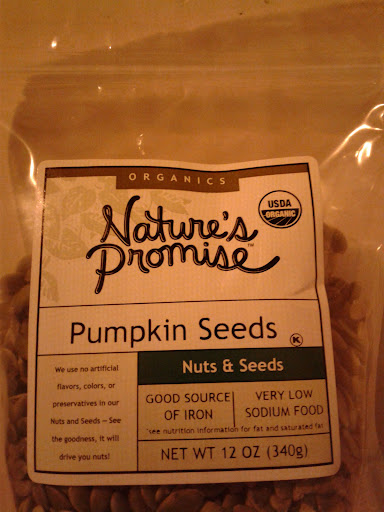 ORGANICS
USDA
ORGANIC
Nature's
Promise™
Pumpkin Seeds K
We use no artificial
flavors, colors, or
preservatives in our
Nuts and Seeds — See
the goodness, it will
drive you nuts!
Nuts & Seeds
GOOD SOURCE
OF IRON
VERY LOW
SODIUM FOOD
*see nutrition information for fat and saturated fat
NET WT 12 OZ (340g)